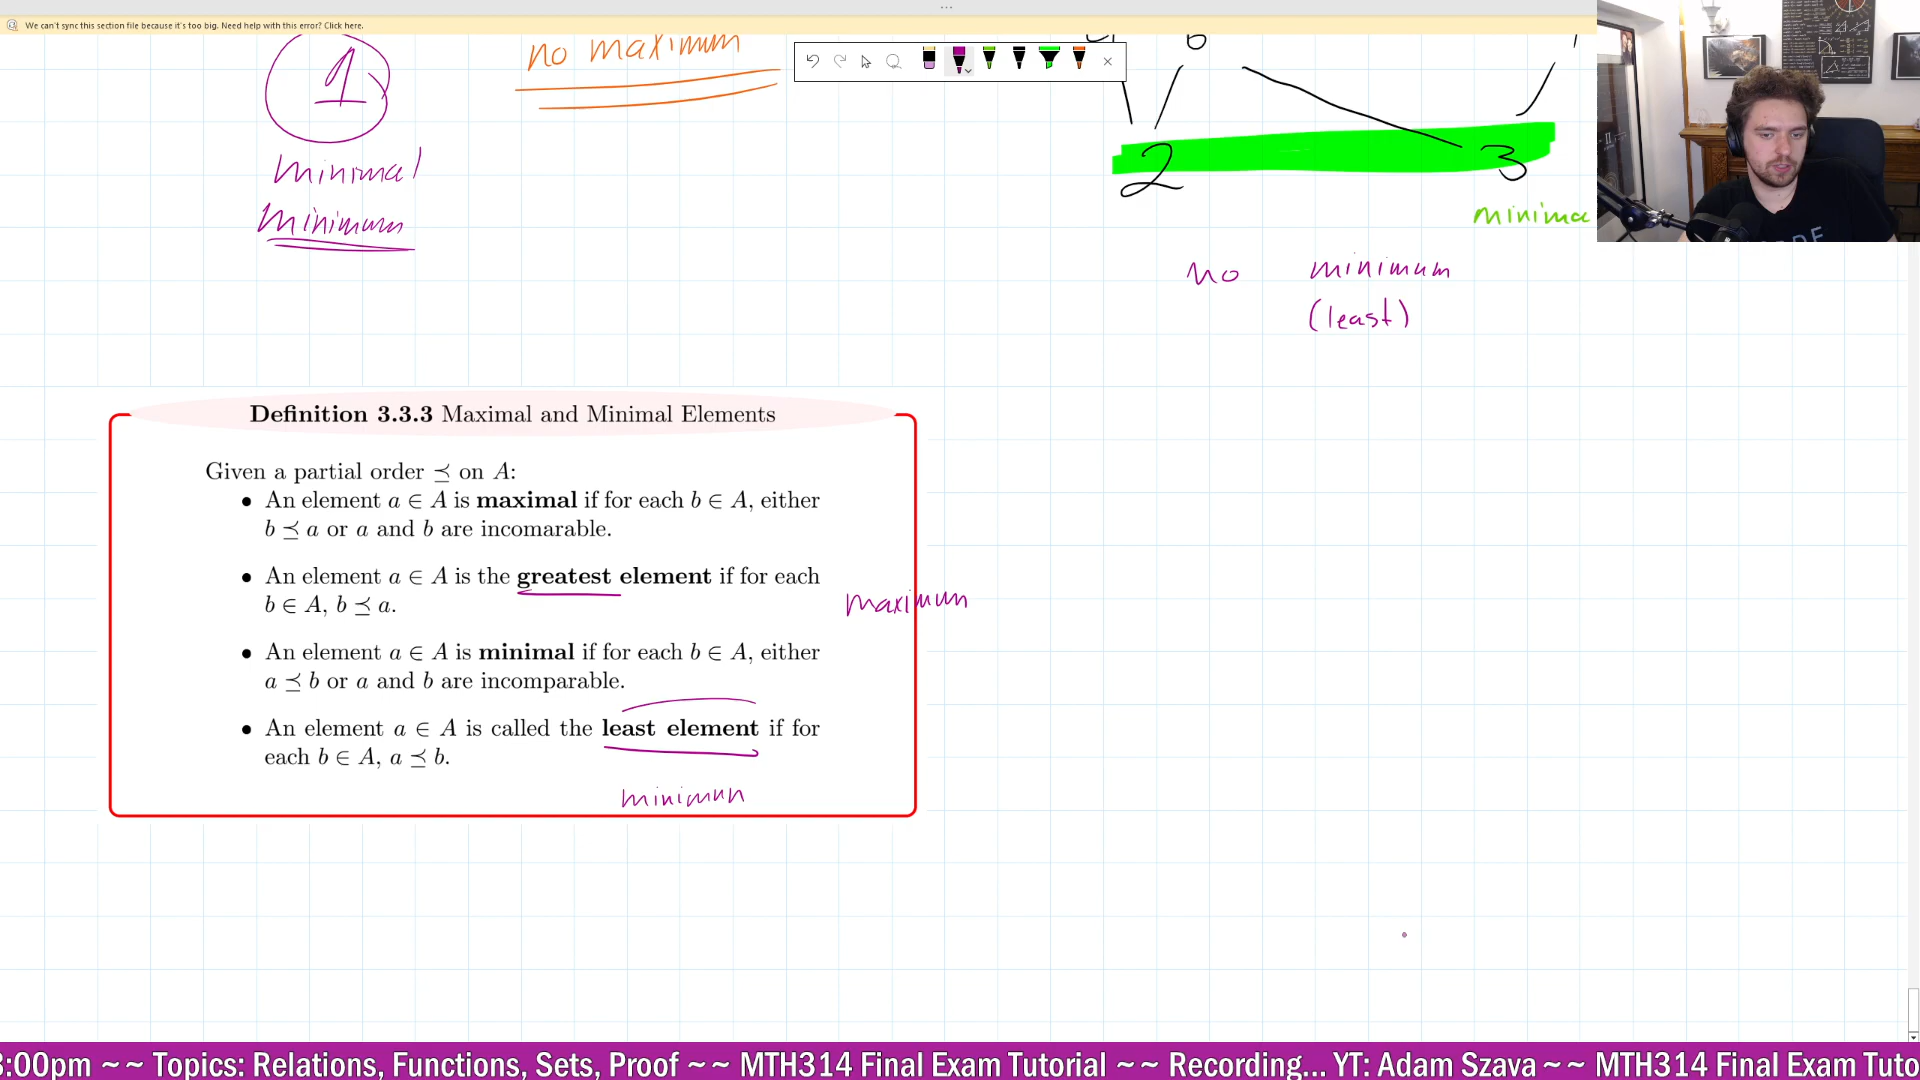 We can't sync this section file because it's too big. Need help with this error? Click here.
no maximum
1
minimal
minimum
6
2 3
minima
no minimum
(least)
Definition 3.3.3 Maximal and Minimal Elements
Given a partial order ⪯ on A:
• An element a ∈ A is maximal if for each b ∈ A, either
b ⪯ a or a and b are incomarable.
• An element a ∈ A is the greatest element if for each
b ∈ A, b ⪯ a.
maximum
• An element a ∈ A is minimal if for each b ∈ A, either
a ⪯ b or a and b are incomparable.
• An element a ∈ A is called the least element if for
each b ∈ A, a ⪯ b.
minimum
3:00pm ~~ Topics: Relations, Functions, Sets, Proof ~~ MTH314 Final Exam Tutorial ~~ Recording... YT: Adam Szava ~~ MTH314 Final Exam Tuto